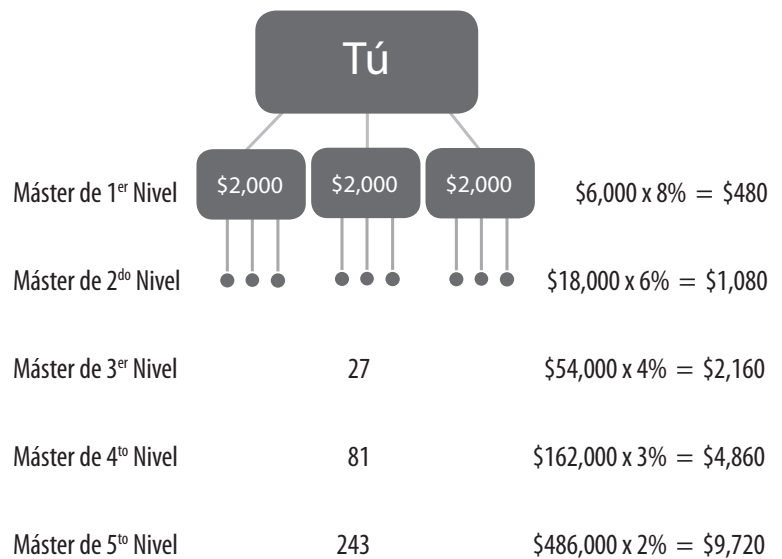 Tú
Máster de 1er Nivel $2,000 $2,000 $2,000 $6,000 x 8% = $480
Máster de 2do Nivel $18,000 x 6% = $1,080
Máster de 3er Nivel 27 $54,000 x 4% = $2,160
Máster de 4to Nivel 81 $162,000 x 3% = $4,860
Máster de 5to Nivel 243 $486,000 x 2% = $9,720